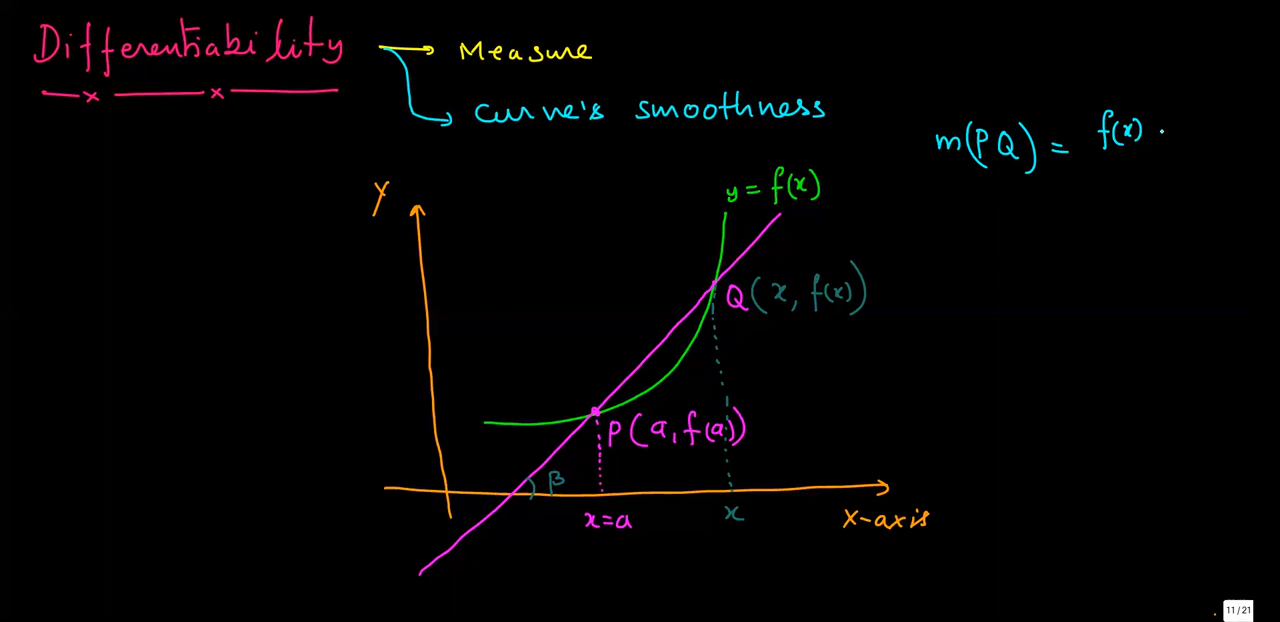 Differentiability → Measure
Curve's smoothness
m(PQ) = f(x) -
Y
y = f(x)
Q(x, f(x))
P(a, f(a))
β
x=a
x
X-axis
11/21